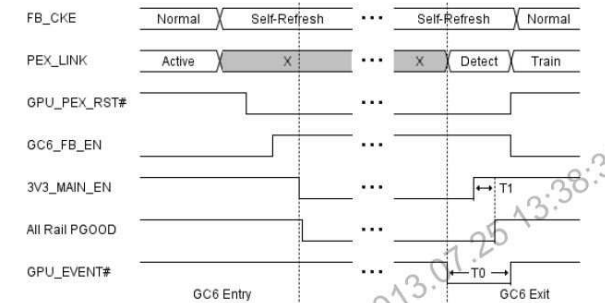 FB_CKE Normal Self-Refresh ... Self-Refresh Normal
PEX_LINK Active X ... X Detect Train
GPU_PEX_RST# ...
GC6_FB_EN ...
3V3_MAIN_EN ... T1
All Rail PGOOD ...
GPU_EVENT# ... T0
GC6 Entry GC6 Exit
013.07.25 13:38:3